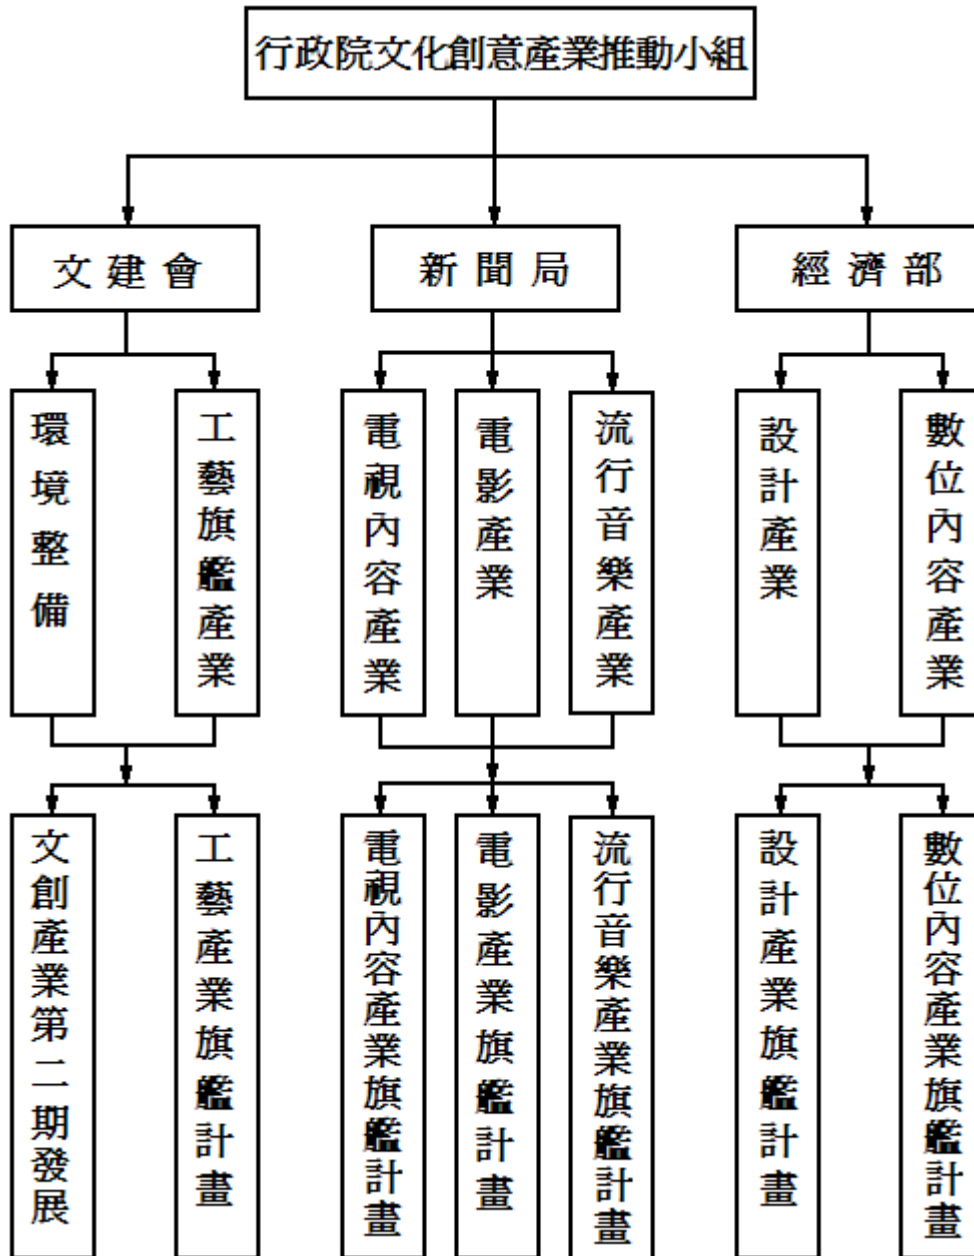 行政院文化創意產業推動小組
文建會
新聞局
經濟部
環境整備
工藝旗艦產業
電視內容產業
電影產業
流行音樂產業
設計產業
數位內容產業
文創產業第二期發展
工藝產業旗艦計畫
電視內容產業旗艦計畫
電影產業旗艦計畫
流行音樂產業旗艦計畫
設計產業旗艦計畫
數位內容產業旗艦計畫